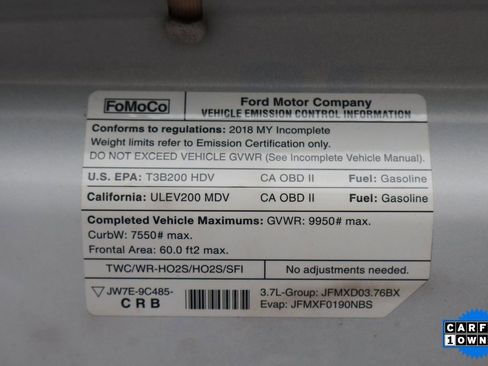 FoMoCo
Ford Motor Company
VEHICLE EMISSION CONTROL INFORMATION
Conforms to regulations: 2018 MY Incomplete
Weight limits refer to Emission Certification only.
DO NOT EXCEED VEHICLE GVWR (See Incomplete Vehicle Manual).
U.S. EPA: T3B200 HDV CA OBD II Fuel: Gasoline
California: ULEV200 MDV CA OBD II Fuel: Gasoline
Completed Vehicle Maximums: GVWR: 9950# max.
CurbW: 7550# max.
Frontal Area: 60.0 ft2 max.
TWC/WR-HO2S/HO2S/SFI No adjustments needed.
JW7E-9C485-
CRB
3.7L-Group: JFMXD03.76BX
Evap: JFMXF0190NBS
CARF
1 OWN